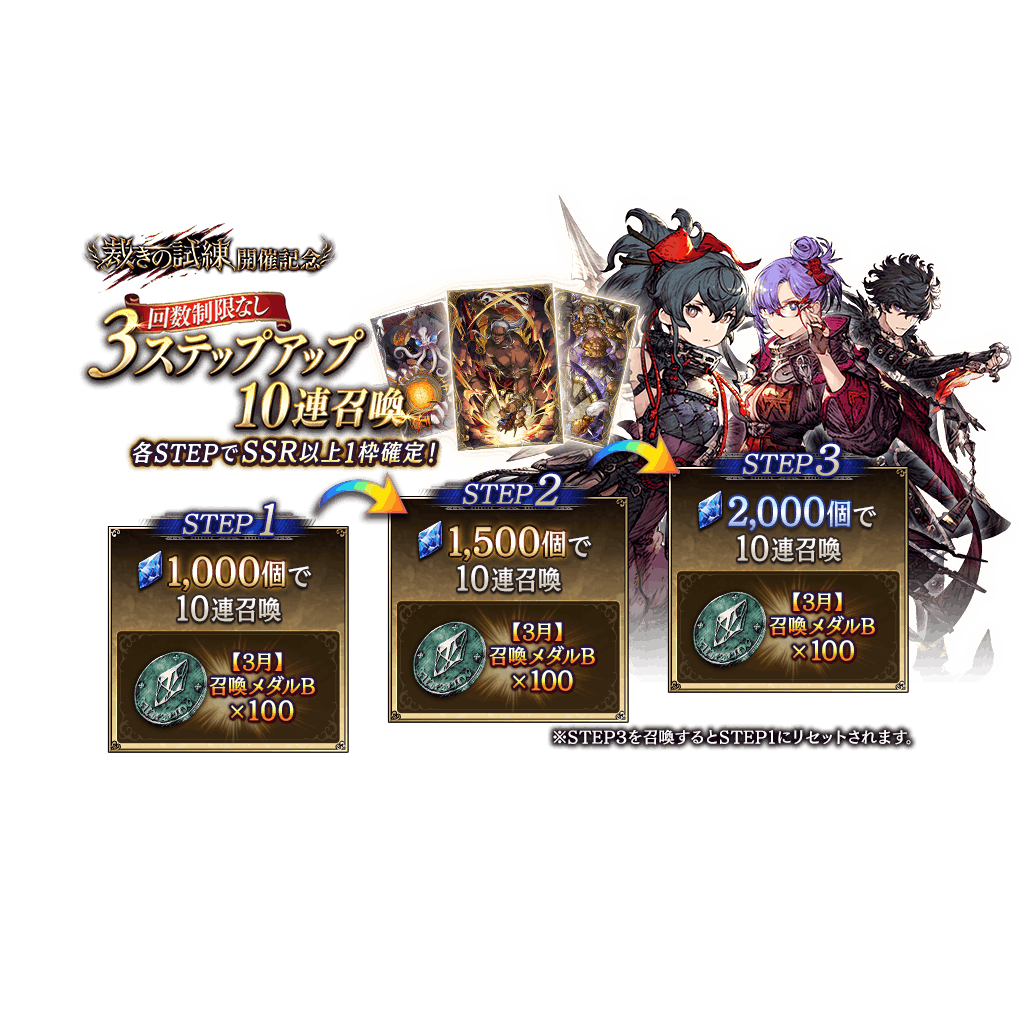 裁きの試練 開催記念
回数制限なし
3ステップアップ
10連召喚
各STEPでSSR以上1枠確定!
STEP 1
1,000個で
10連召喚
【3月】
召喚メダルB
×100
STEP 2
1,500個で
10連召喚
【3月】
召喚メダルB
×100
STEP 3
2,000個で
10連召喚
【3月】
召喚メダルB
×100
※STEP3を召喚するとSTEP1にリセットされます。